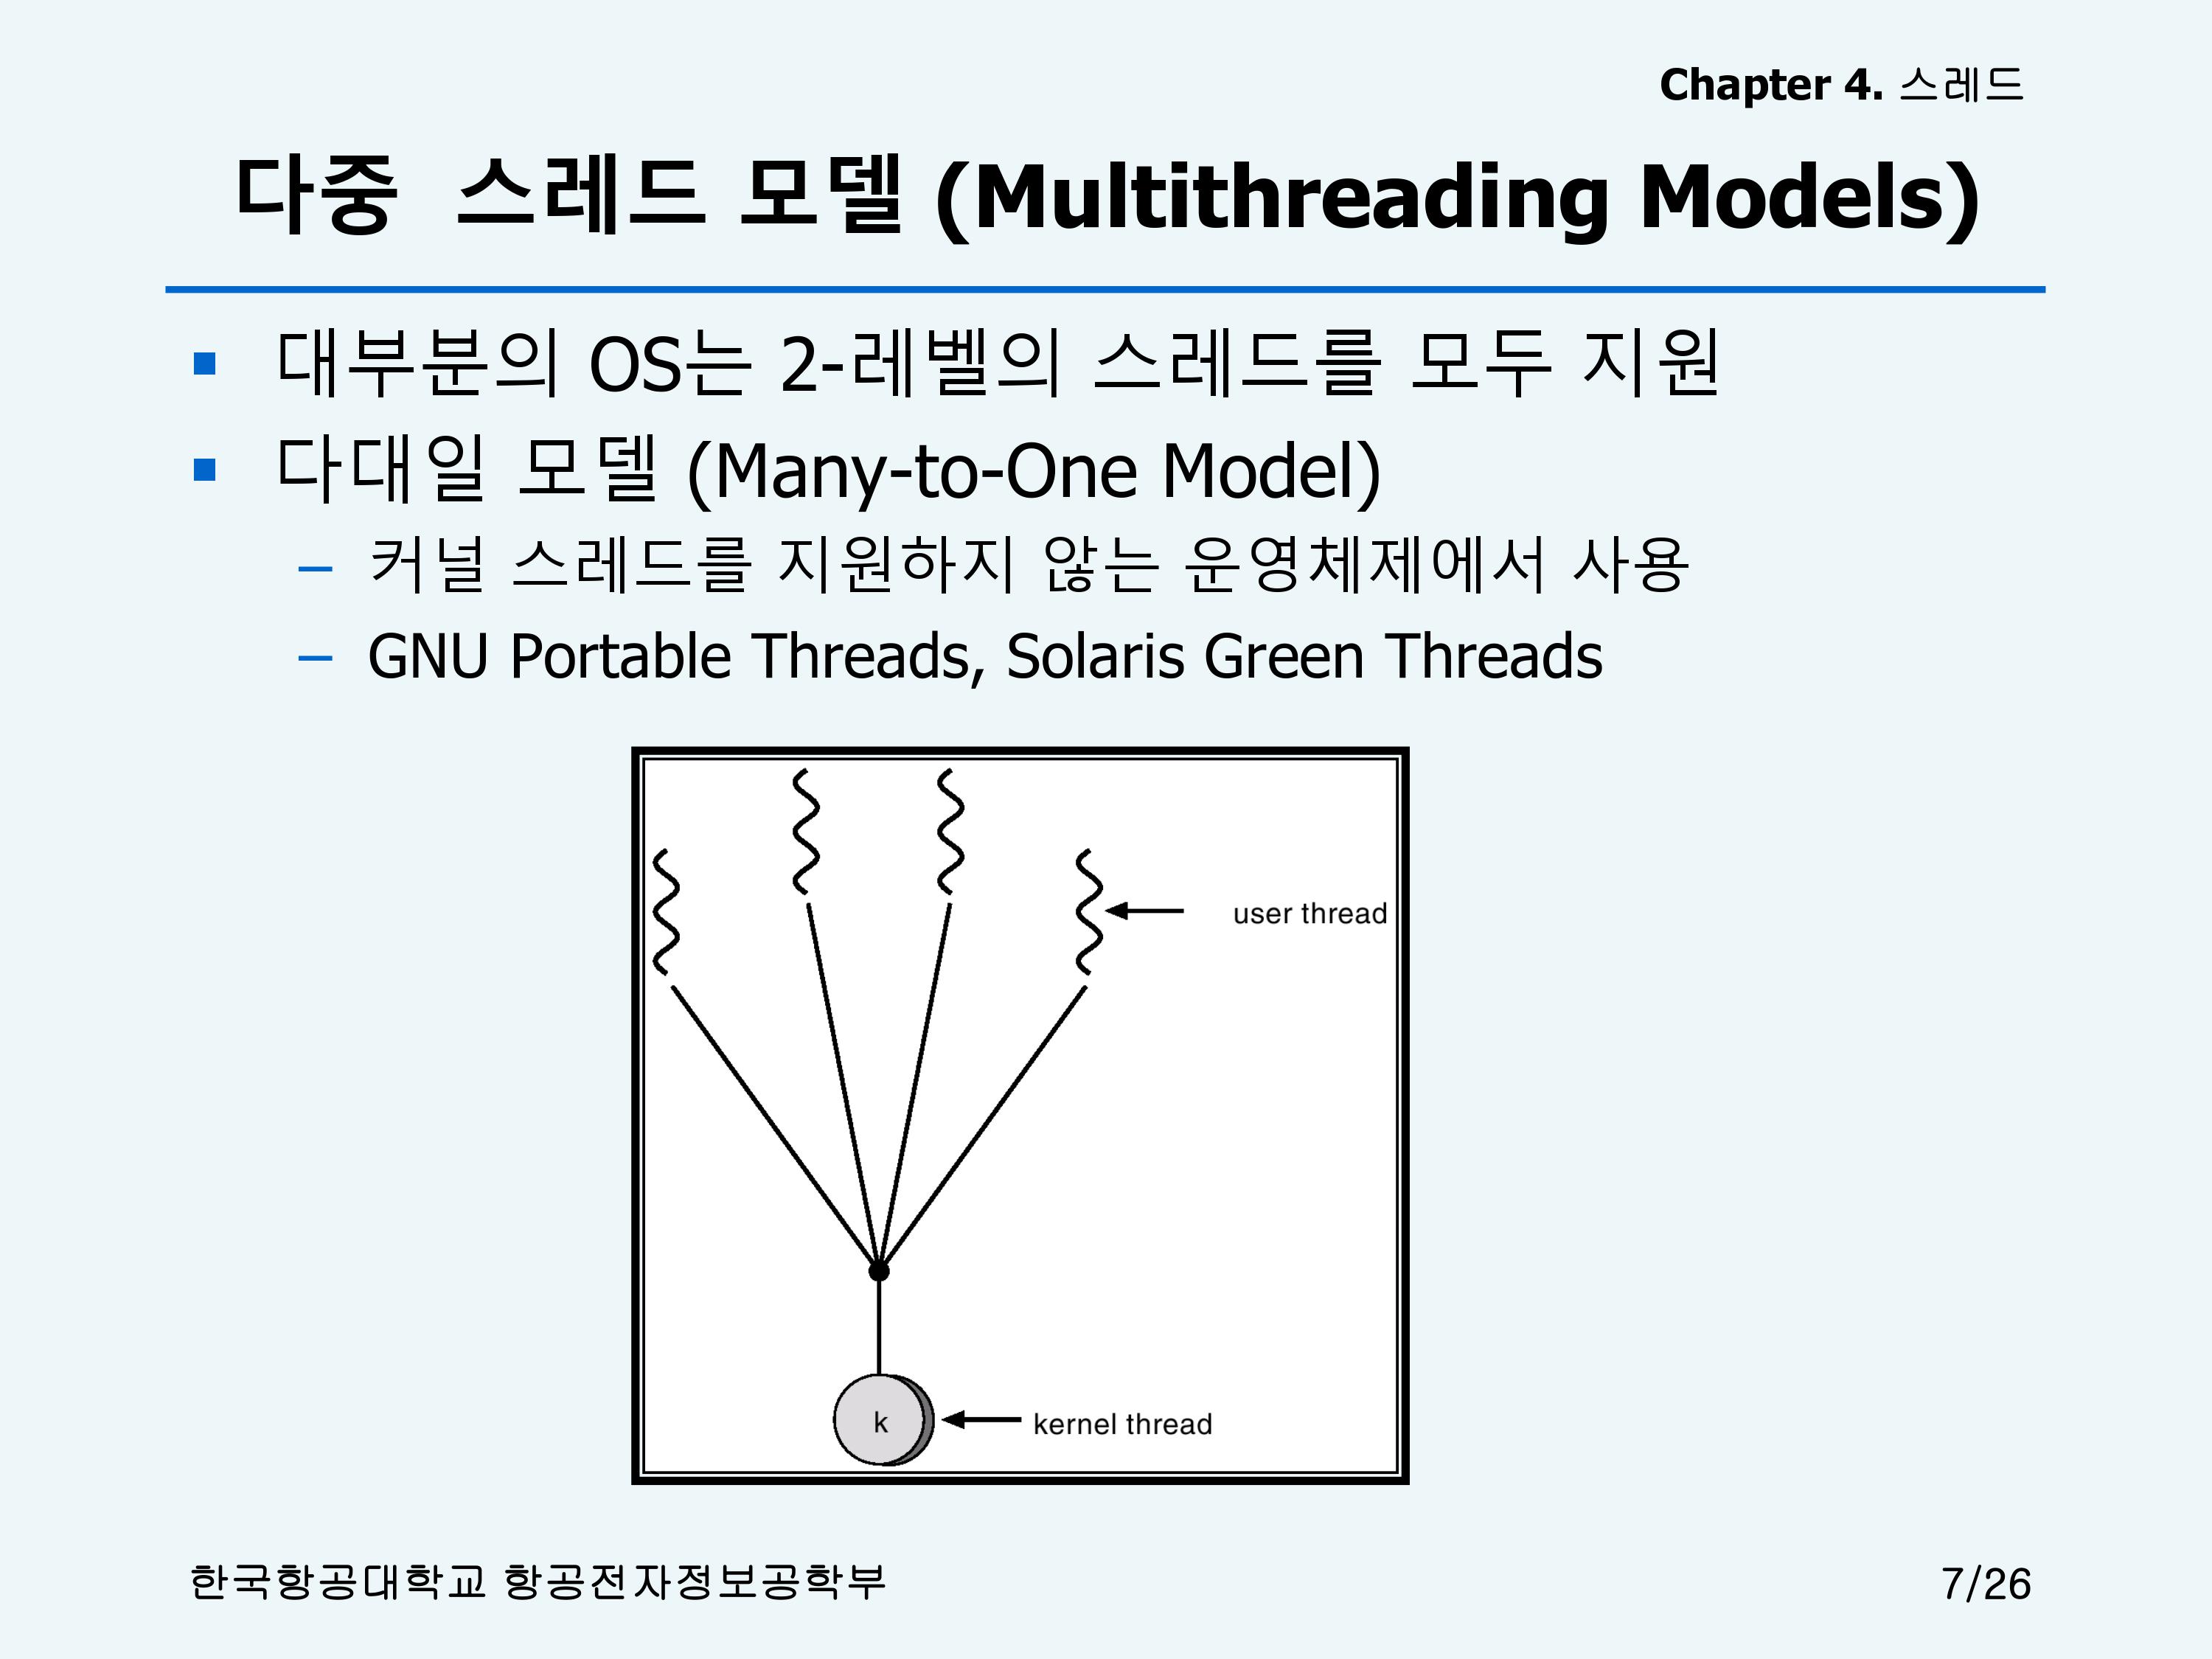 Chapter 4. 스레드
다중 스레드 모델 (Multithreading Models)
▪ 대부분의 OS는 2-레벨의 스레드를 모두 지원
▪ 다대일 모델 (Many-to-One Model)
– 커널 스레드를 지원하지 않는 운영체제에서 사용
– GNU Portable Threads, Solaris Green Threads
user thread
k
kernel thread
한국항공대학교 항공전자정보공학부
7/26